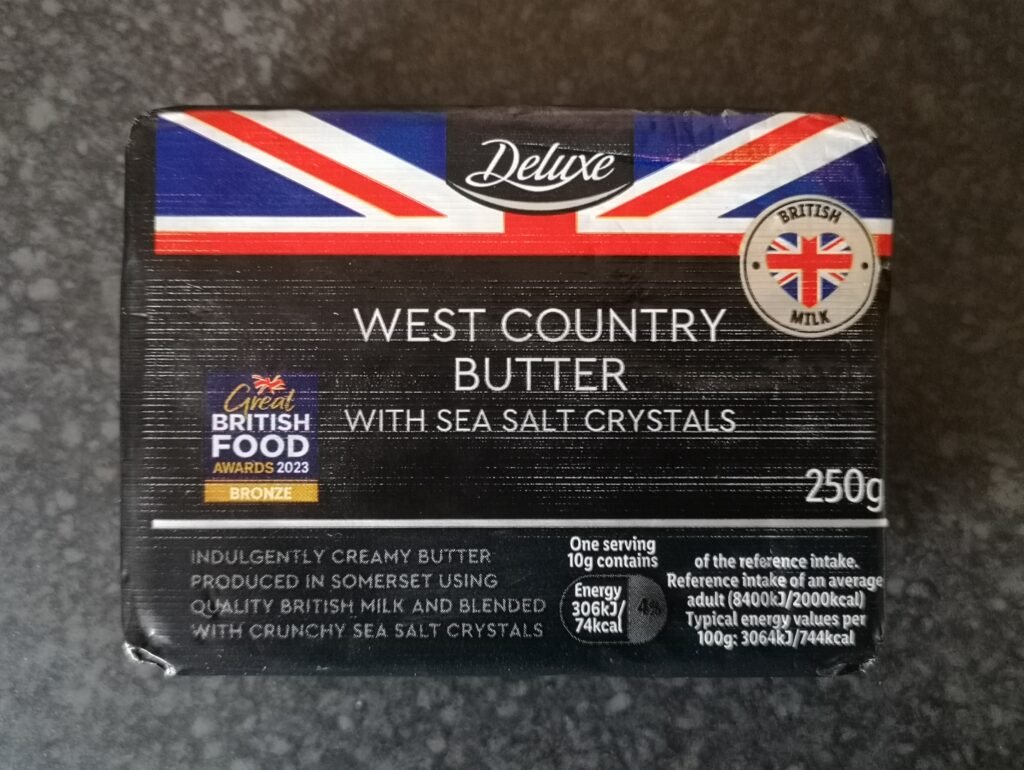 Deluxe
BRITISH
MILK
WEST COUNTRY
BUTTER
WITH SEA SALT CRYSTALS
Great
BRITISH
FOOD
AWARDS 2023
BRONZE
250g
INDULGENTLY CREAMY BUTTER
PRODUCED IN SOMERSET USING
QUALITY BRITISH MILK AND BLENDED
WITH CRUNCHY SEA SALT CRYSTALS
One serving
10g contains
Energy
306kJ/
74kcal
4%
of the reference intake.
Reference intake of an average
adult (8400kJ/2000kcal)
Typical energy values per
100g: 3064kJ/744kcal